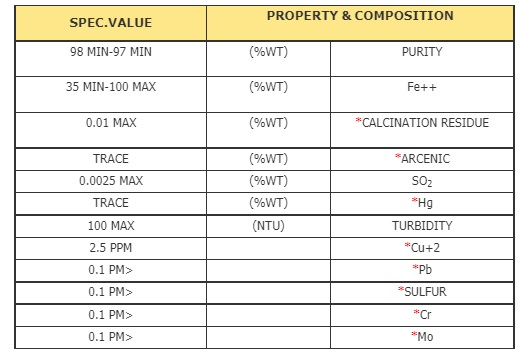 SPEC.VALUE PROPERTY & COMPOSITION
98 MIN-97 MIN (%WT) PURITY
35 MIN-100 MAX (%WT) Fe++
0.01 MAX (%WT) *CALCINATION RESIDUE
TRACE (%WT) *ARCENIC
0.0025 MAX (%WT) SO₂
TRACE (%WT) *Hg
100 MAX (NTU) TURBIDITY
2.5 PPM *Cu+2
0.1 PM> *Pb
0.1 PM> *SULFUR
0.1 PM> *Cr
0.1 PM> *Mo